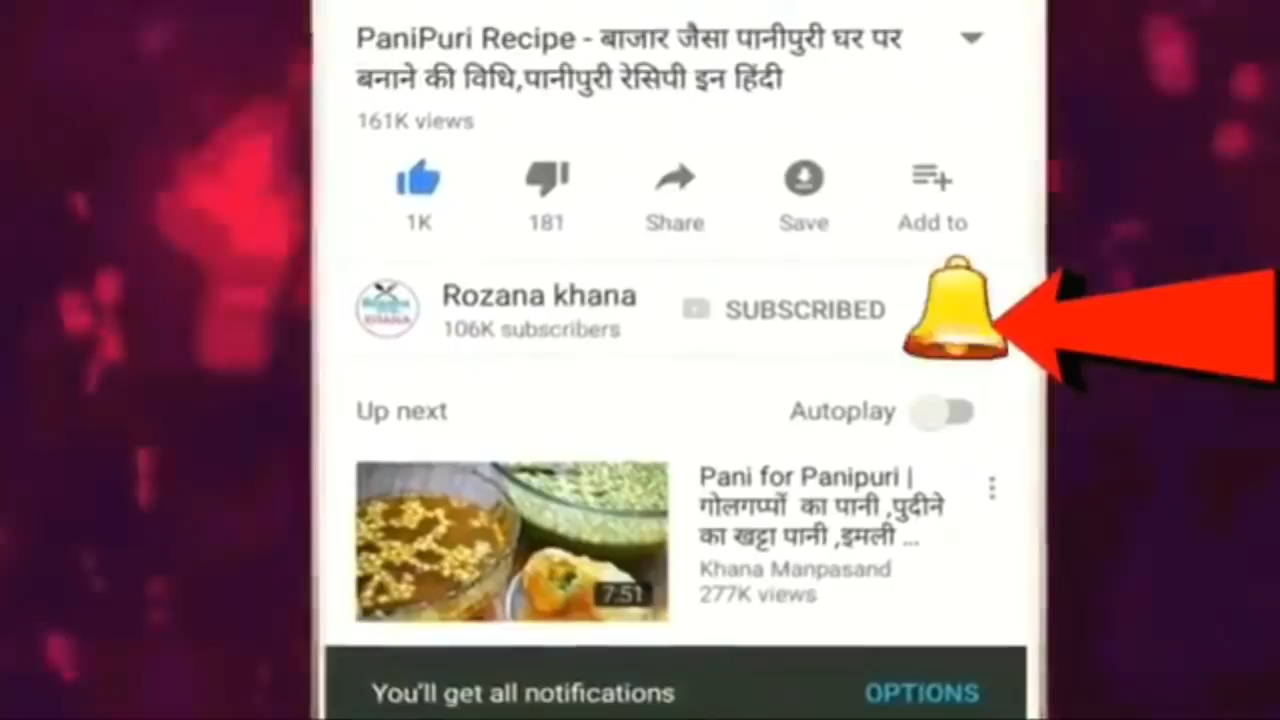 PaniPuri Recipe - बाजार जैसा पानीपुरी घर पर
बनाने की विधि,पानीपुरी रेसिपी इन हिंदी
161K views
1K
181
Share
Save
Add to
Rozana khana
106K subscribers
SUBSCRIBED
Up next
Autoplay
Pani for Panipuri |
गोलगप्पों का पानी ,पुदीने
का खट्टा पानी ,इमली ...
Khana Manpasand
277K views
7:51
You'll get all notifications
OPTIONS